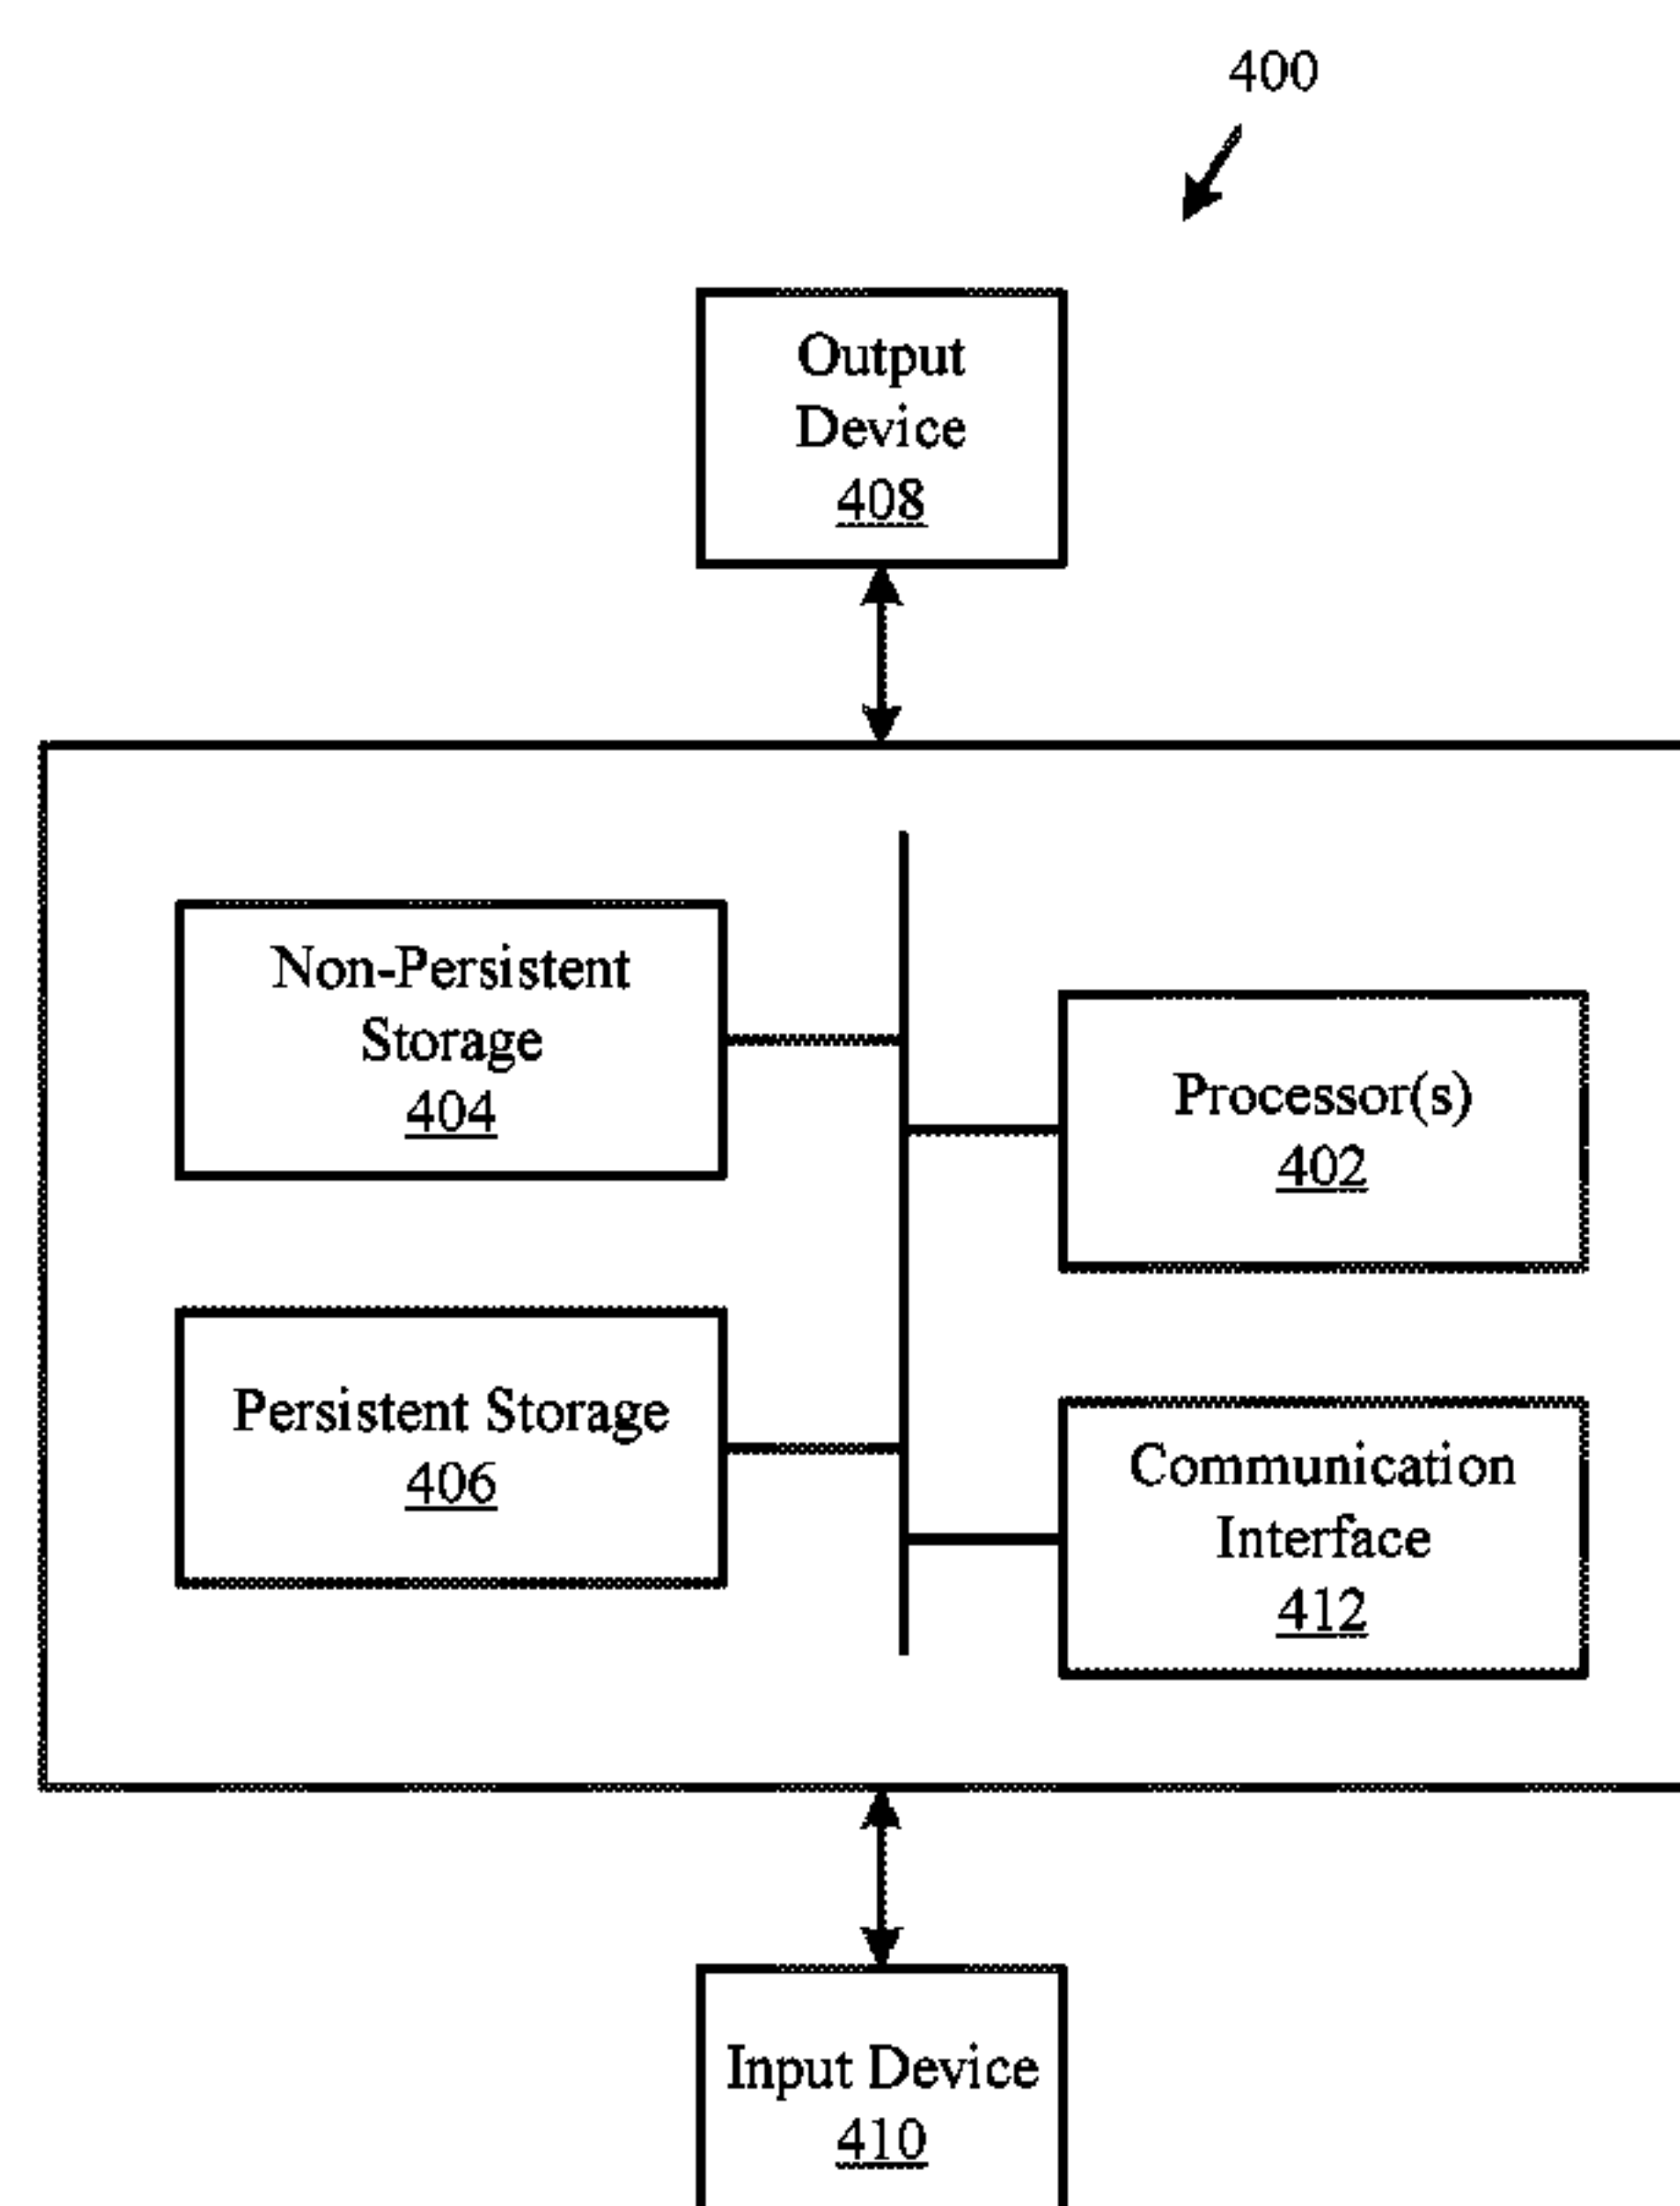 400
Output
Device
408
Non-Persistent
Storage
404
Processor(s)
402
Persistent Storage
406
Communication
Interface
412
Input Device
410